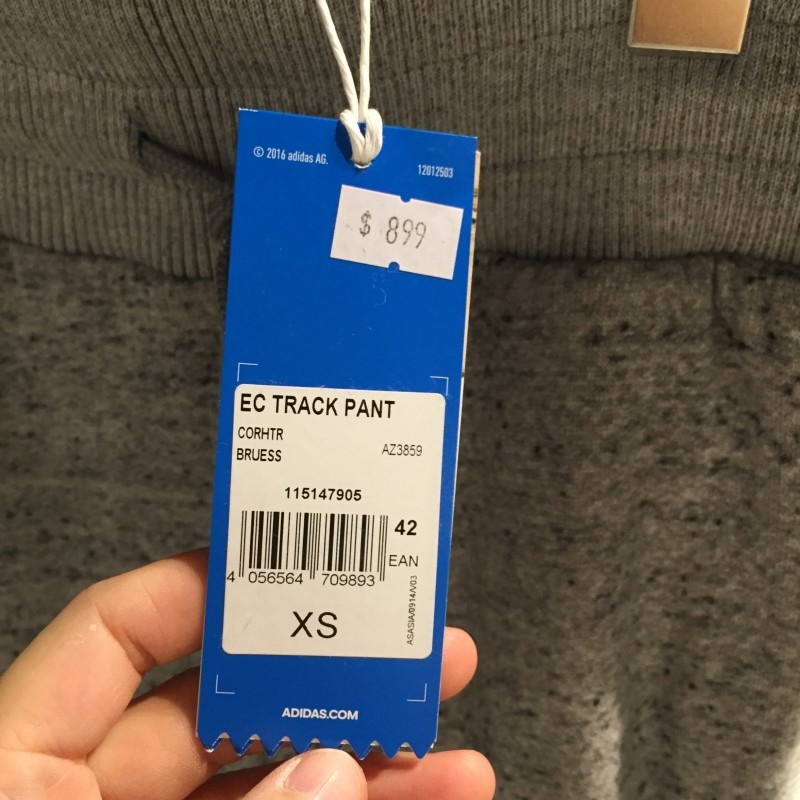 © 2016 adidas AG.
12012503
$ 899
EC TRACK PANT
CORHTR
BRUESS
AZ3859
115147905
42
EAN
4 056564 709893
ASASIA/0914/V03
XS
ADIDAS.COM